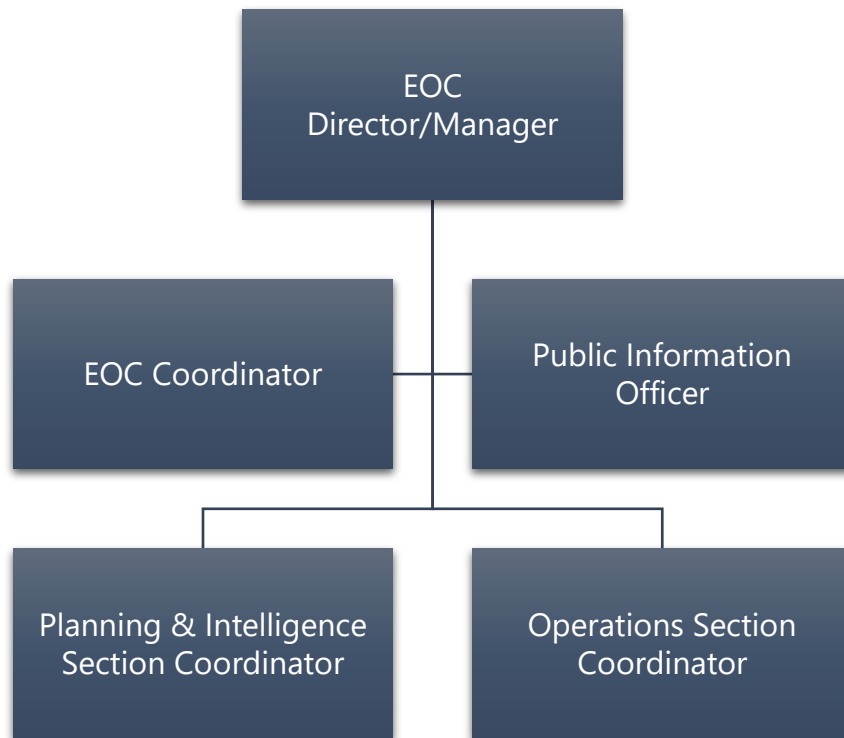 EOC
Director/Manager
EOC Coordinator
Public Information
Officer
Planning & Intelligence
Section Coordinator
Operations Section
Coordinator